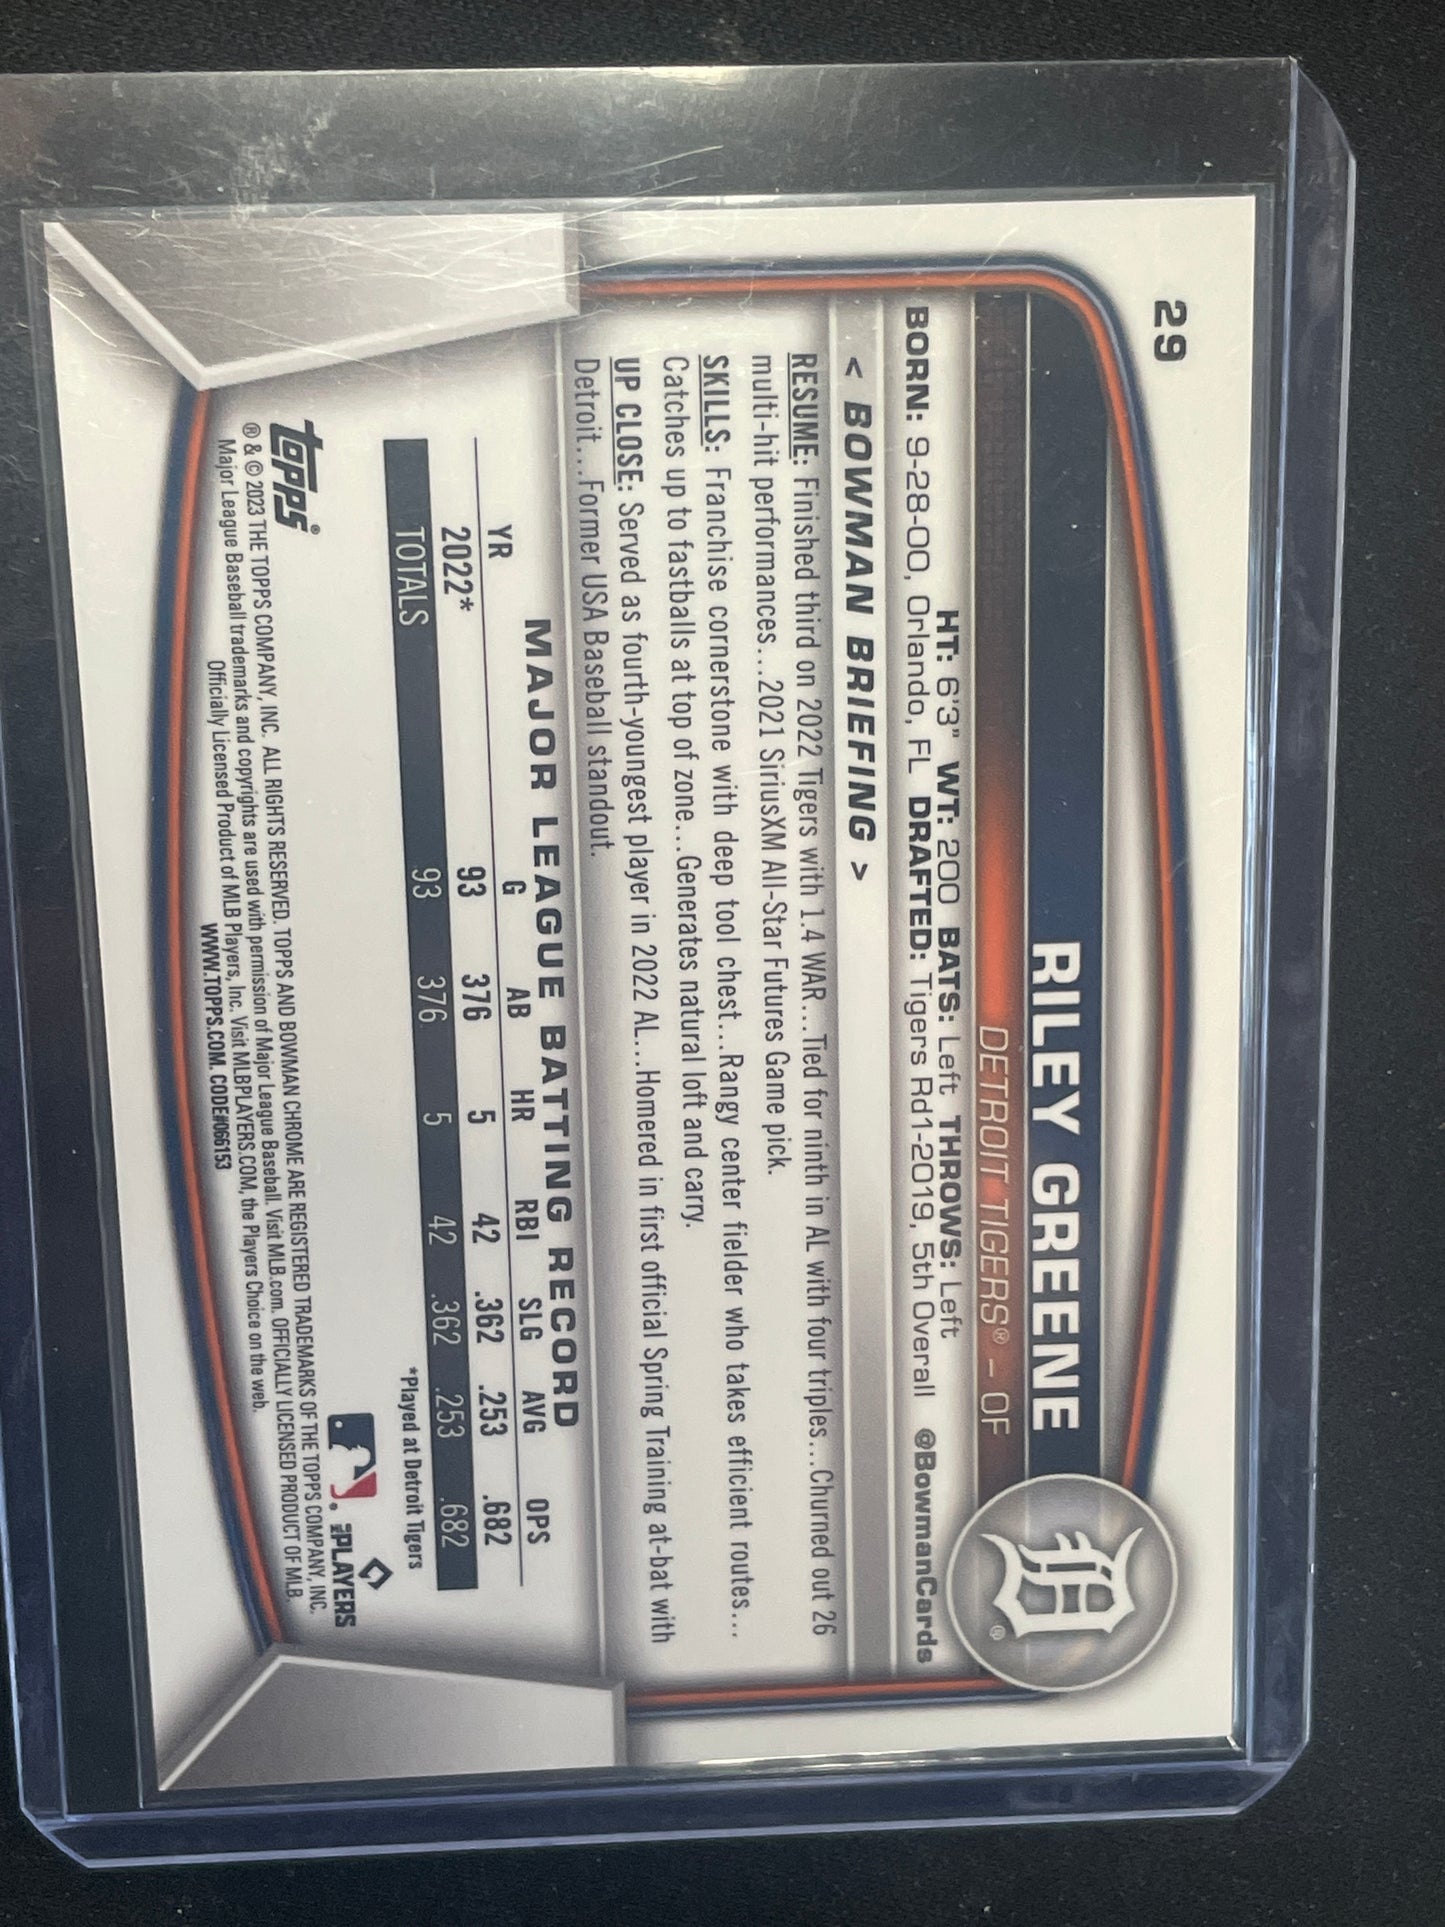 29
RILEY GREENE
DETROIT TIGERS® – OF
D ®
HT: 6'3" WT: 200 BATS: Left THROWS: Left
BORN: 9-28-00, Orlando, FL DRAFTED: Tigers Rd1-2019, 5th Overall @BowmanCards
< BOWMAN BRIEFING >
RESUME: Finished third on 2022 Tigers with 1.4 WAR...Tied for ninth in AL with four triples...Churned out 26
multi-hit performances...2021 SiriusXM All-Star Futures Game pick.
SKILLS: Franchise cornerstone with deep tool chest...Rangy center fielder who takes efficient routes...
Catches up to fastballs at top of zone...Generates natural loft and carry.
UP CLOSE: Served as fourth-youngest player in 2022 AL...Homered in first official Spring Training at-bat with
Detroit...Former USA Baseball standout.
MAJOR LEAGUE BATTING RECORD
YR G AB HR RBI SLG AVG OPS
2022* 93 376 5 42 .362 .253 .682
TOTALS 93 376 5 42 .362 .253 .682
*Played at Detroit Tigers
topps®
PLAYERS
® & © 2023 THE TOPPS COMPANY, INC. ALL RIGHTS RESERVED. TOPPS AND BOWMAN CHROME ARE REGISTERED TRADEMARKS OF THE TOPPS COMPANY, INC.
Major League Baseball trademarks and copyrights are used with permission of Major League Baseball. Visit MLB.com. OFFICIALLY LICENSED PRODUCT OF MLB.
Officially Licensed Product of MLB Players, Inc. Visit MLBPLAYERS.COM, the Players Choice on the web.
WWW.TOPPS.COM. CODE#066153